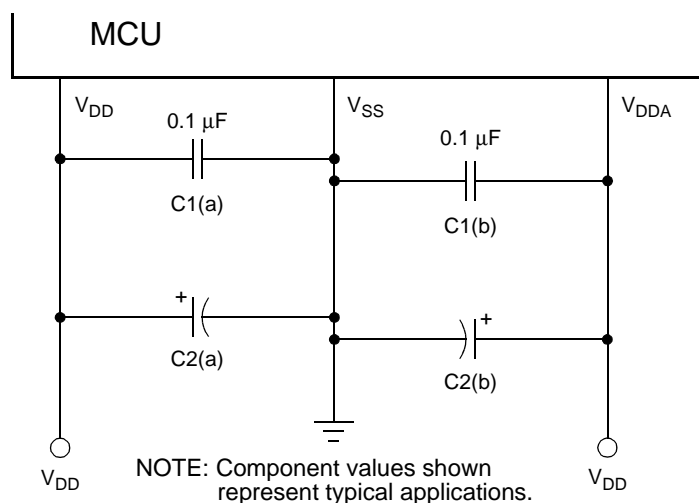 MCU
VDD
VSS
VDDA
0.1 μF
0.1 μF
C1(a)
C1(b)
+
+
C2(a)
C2(b)
VDD
VDD
NOTE: Component values shown
represent typical applications.